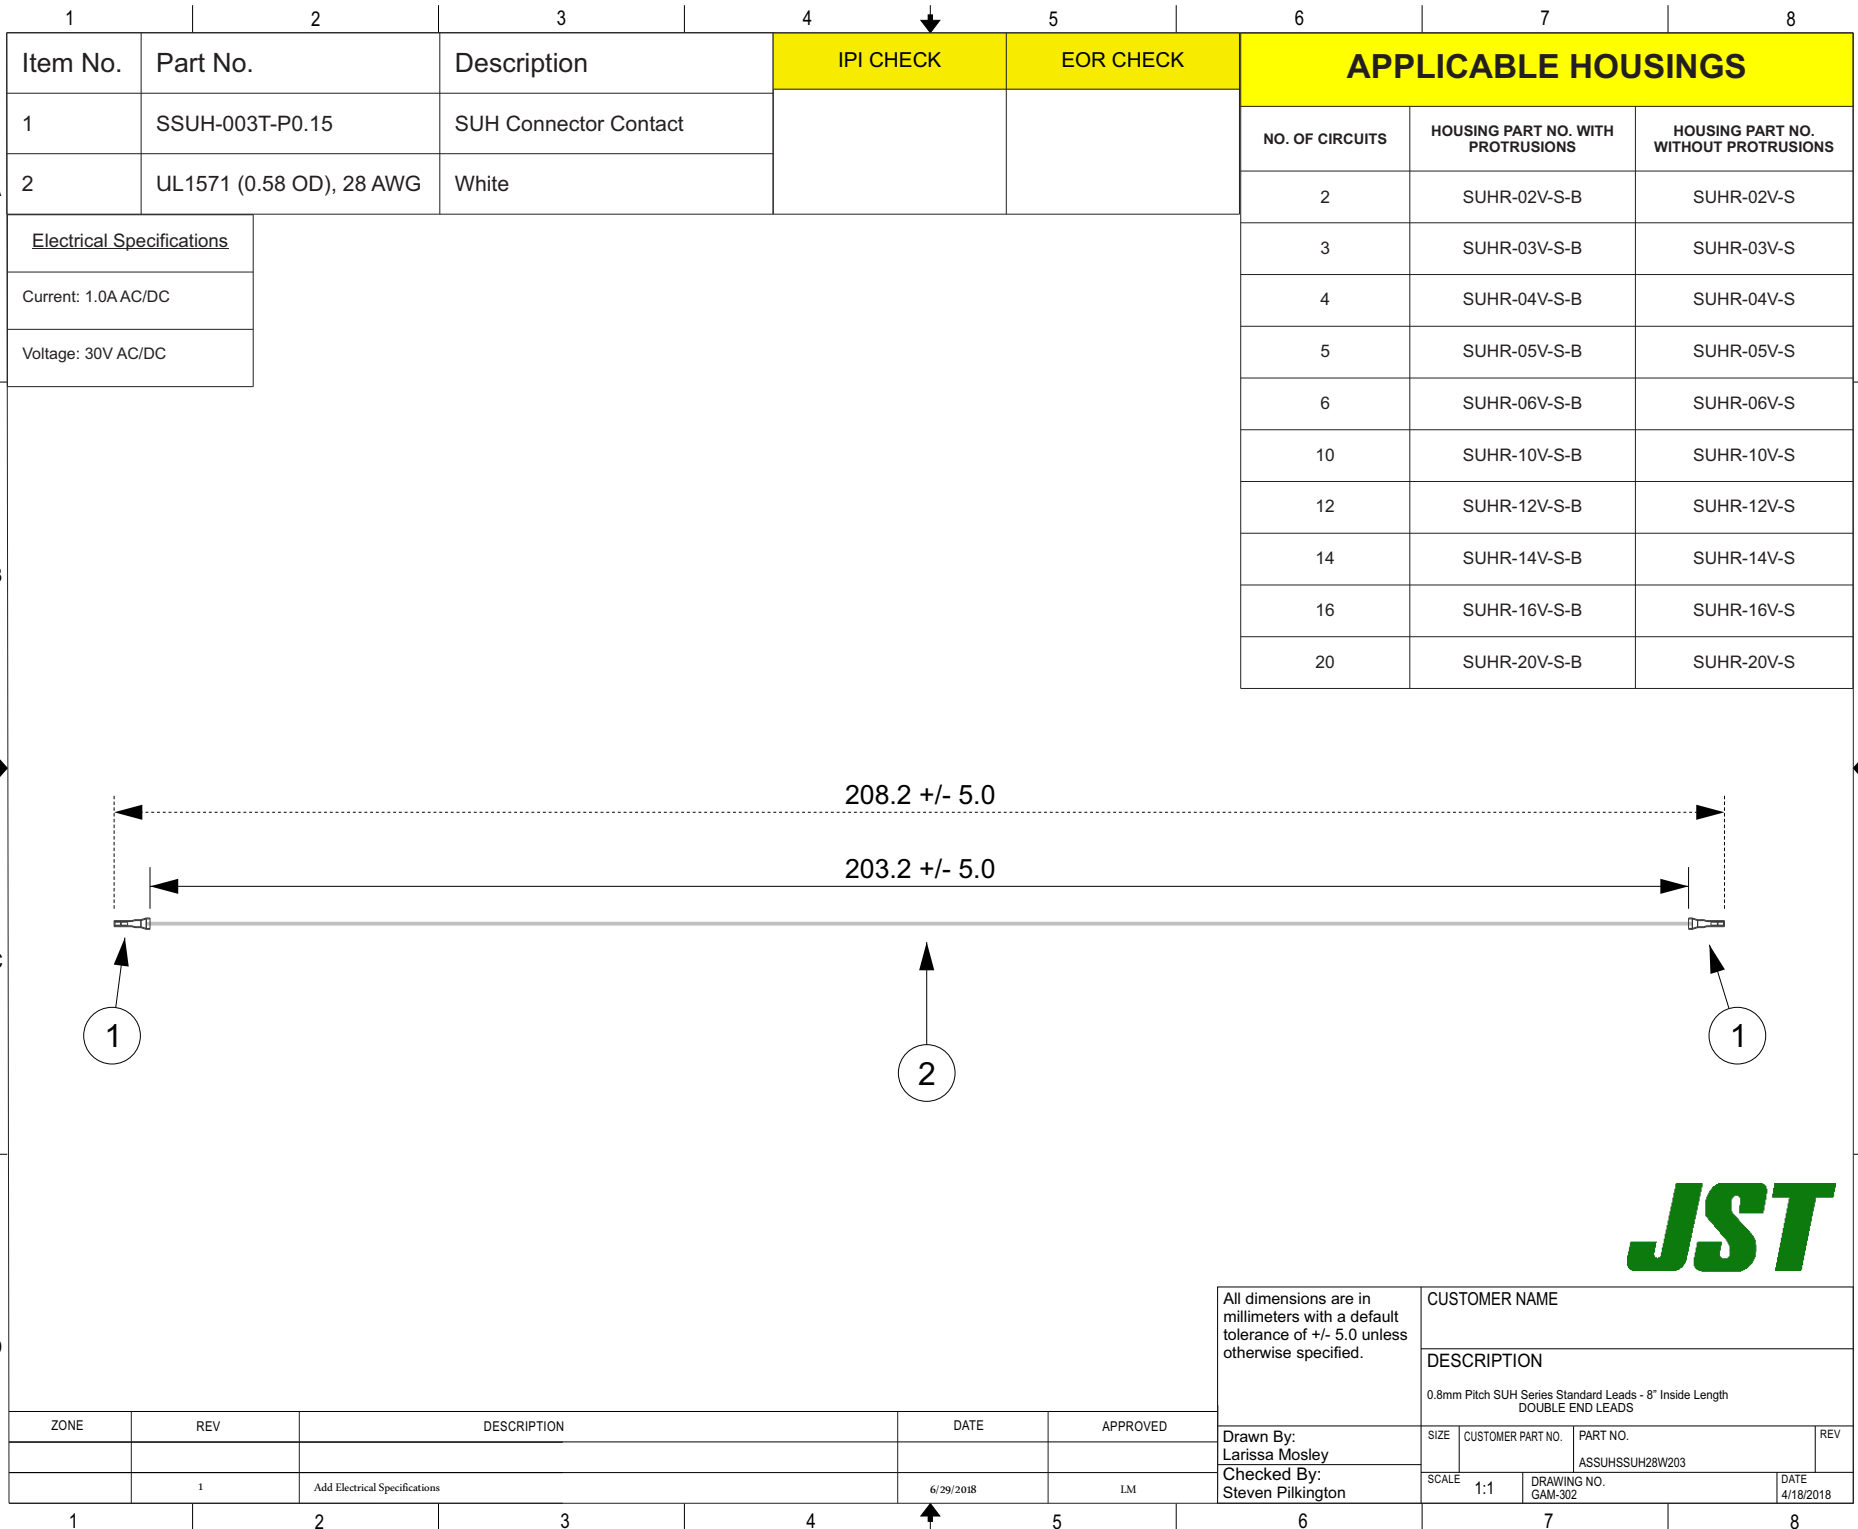 1 2 3 4 5 6 7 8
Item No. Part No. Description
1 SSUH-003T-P0.15 SUH Connector Contact
2 UL1571 (0.58 OD), 28 AWG White
IPI CHECK EOR CHECK
Electrical Specifications
Current: 1.0A AC/DC
Voltage: 30V AC/DC
APPLICABLE HOUSINGS
NO. OF CIRCUITS HOUSING PART NO. WITH PROTRUSIONS HOUSING PART NO. WITHOUT PROTRUSIONS
2 SUHR-02V-S-B SUHR-02V-S
3 SUHR-03V-S-B SUHR-03V-S
4 SUHR-04V-S-B SUHR-04V-S
5 SUHR-05V-S-B SUHR-05V-S
6 SUHR-06V-S-B SUHR-06V-S
10 SUHR-10V-S-B SUHR-10V-S
12 SUHR-12V-S-B SUHR-12V-S
14 SUHR-14V-S-B SUHR-14V-S
16 SUHR-16V-S-B SUHR-16V-S
20 SUHR-20V-S-B SUHR-20V-S
208.2 +/- 5.0
203.2 +/- 5.0
1
2
1
JST
All dimensions are in
millimeters with a default
tolerance of +/- 5.0 unless
otherwise specified.
CUSTOMER NAME
DESCRIPTION
0.8mm Pitch SUH Series Standard Leads - 8" Inside Length
DOUBLE END LEADS
Drawn By:
Larissa Mosley
Checked By:
Steven Pilkington
SIZE CUSTOMER PART NO. PART NO. REV
ASSUHSSUH28W203
SCALE 1:1
DRAWING NO.
GAM-302
DATE
4/18/2018
ZONE REV DESCRIPTION DATE APPROVED
1 Add Electrical Specifications 6/29/2018 LM
1 2 3 4 5 6 7 8